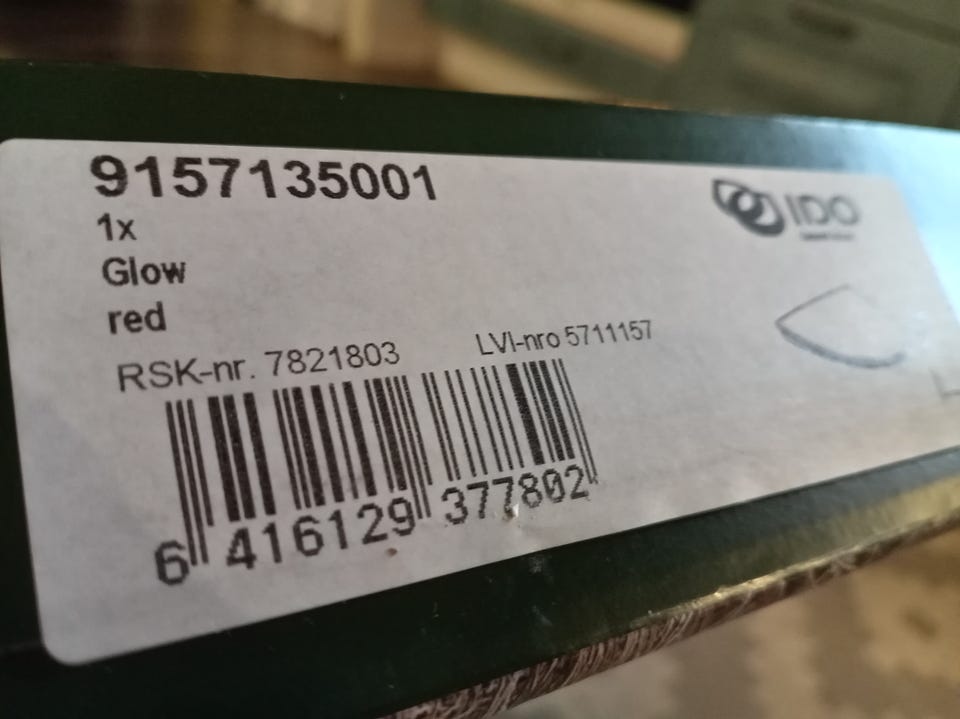 9157135001
IDO
1x
Glow
red
RSK-nr. 7821803
LVI-nro 5711157
6 416129 377802